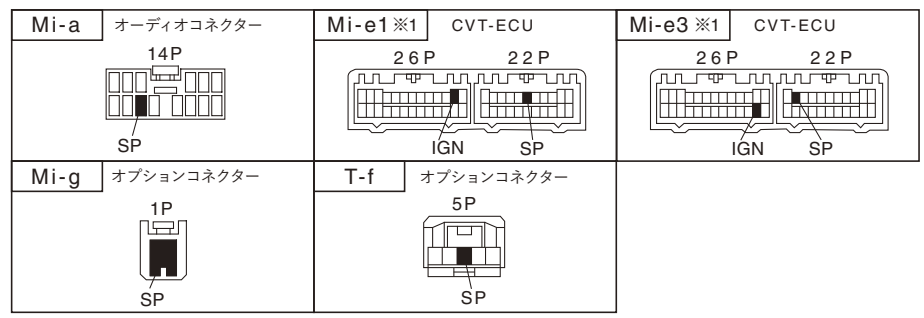 Mi-a オーディオコネクター
14P
SP
Mi-e1※1 CVT-ECU
26P 22P
IGN SP
Mi-e3※1 CVT-ECU
26P 22P
IGN SP
Mi-g オプションコネクター
1P
SP
T-f オプションコネクター
5P
SP